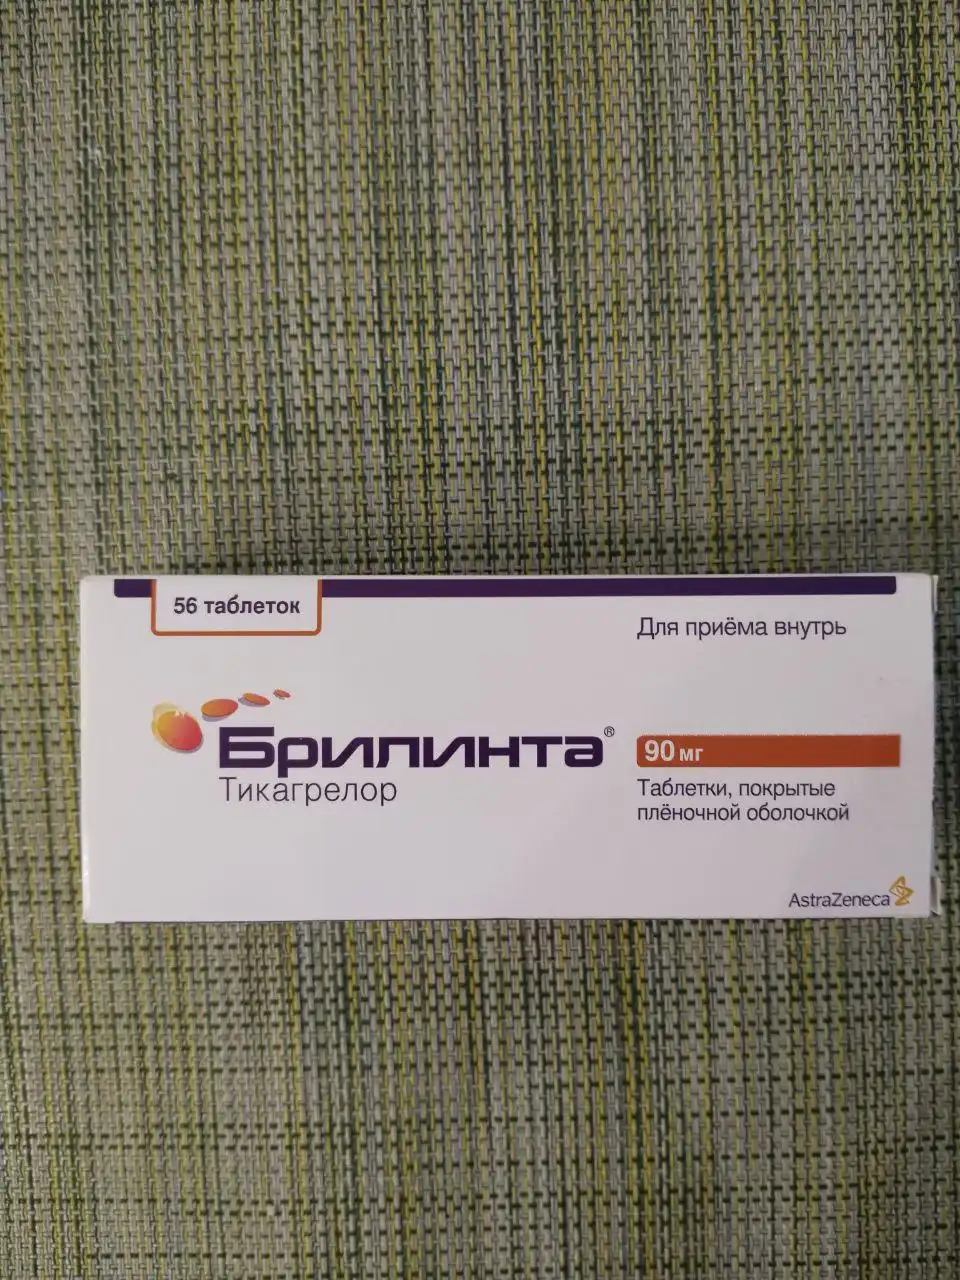 56 таблеток
Для приёма внутрь
Брилинта®
Тикагрелор
90 мг
Таблетки, покрытые
плёночной оболочкой
AstraZeneca